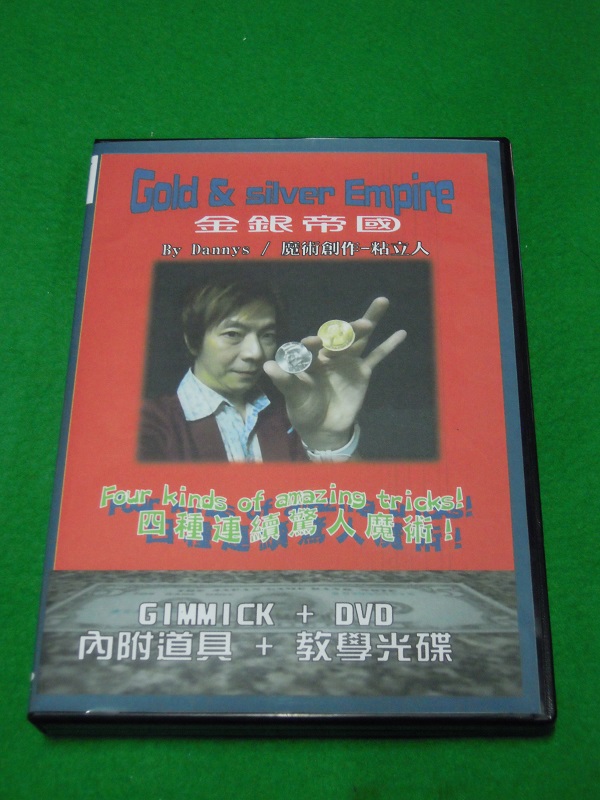 Gold & silver Empire
金銀帝國
By Dannys / 魔術創作-粘立人
Four kinds of amazing tricks!
四種連續驚人魔術!
GIMMICK + DVD
內附道具 + 教學光碟